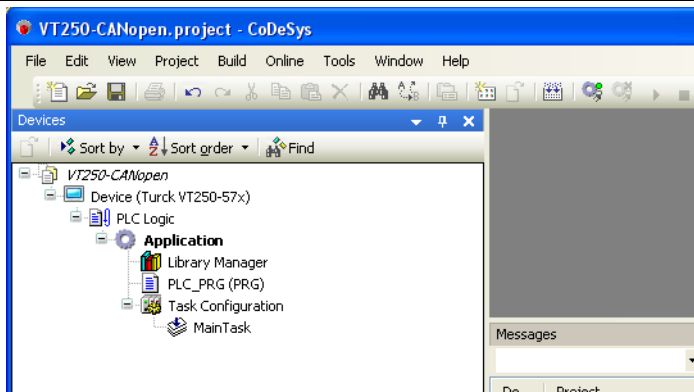 VT250-CANopen.project - CoDeSys
File Edit View Project Build Online Tools Window Help
Devices
Sort by Sort order Find
VT250-CANopen
Device (Turck VT250-57x)
PLC Logic
Application
Library Manager
PLC_PRG (PRG)
Task Configuration
MainTask
Messages
Project